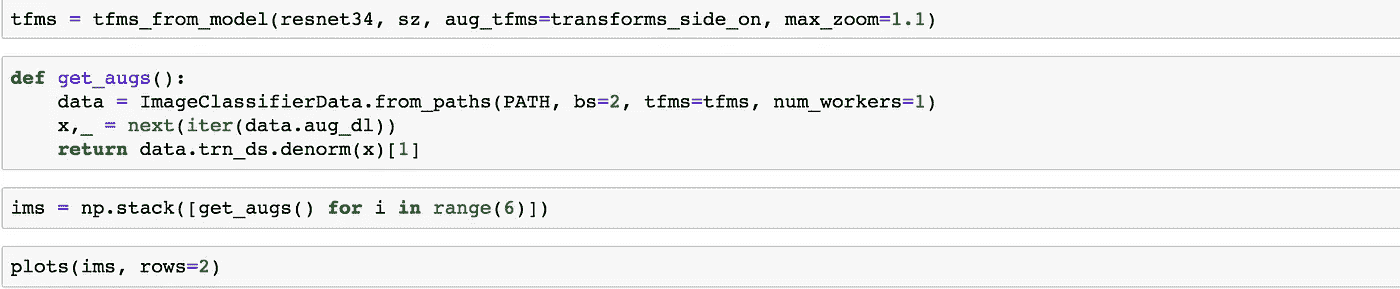 tfms = tfms_from_model(resnet34, sz, aug_tfms=transforms_side_on, max_zoom=1.1)
def get_augs():
    data = ImageClassifierData.from_paths(PATH, bs=2, tfms=tfms, num_workers=1)
    x,_ = next(iter(data.aug_dl))
    return data.trn_ds.denorm(x)[1]
ims = np.stack([get_augs() for i in range(6)])
plots(ims, rows=2)